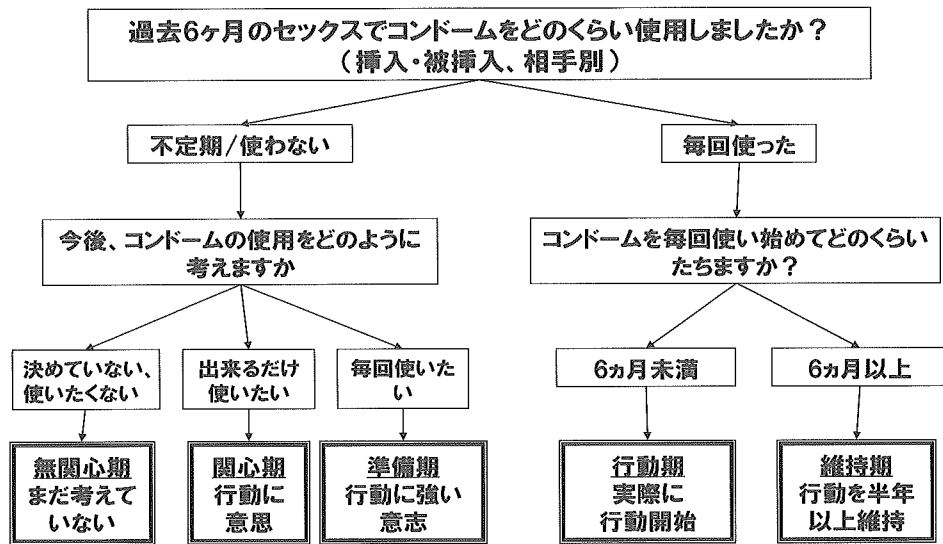 過去6ヶ月のセックスでコンドームをどのくらい使用しましたか？
（挿入・被挿入、相手別）
不定期/使わない
毎回使った
今後、コンドームの使用をどのように
考えますか
コンドームを毎回使い始めてどのくらい
たちますか？
決めていない、
使いたくない
出来るだけ
使いたい
毎回使いた
い
6ヵ月未満
6ヵ月以上
無関心期
まだ考えて
いない
関心期
行動に
意思
準備期
行動に強い
意志
行動期
実際に
行動開始
維持期
行動を半年
以上維持